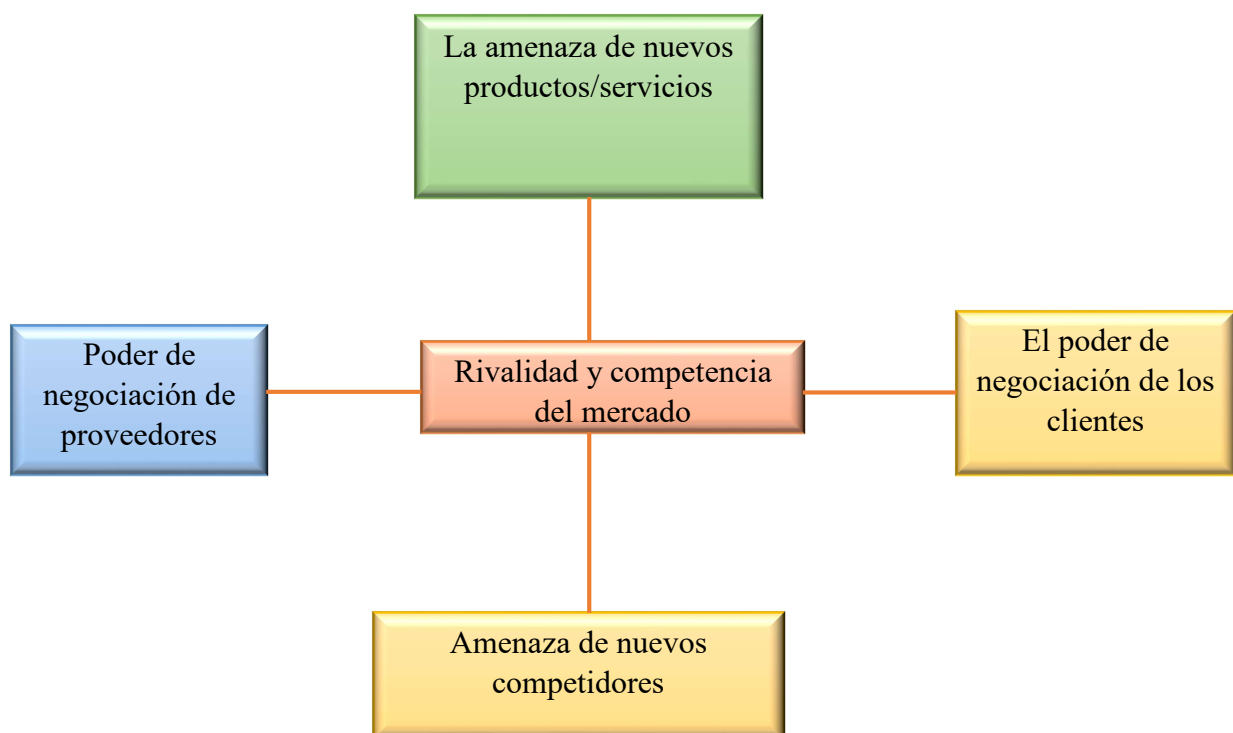 La amenaza de nuevos
productos/servicios
Poder de
negociación de
proveedores
Rivalidad y competencia
del mercado
El poder de
negociación de los
clientes
Amenaza de nuevos
competidores